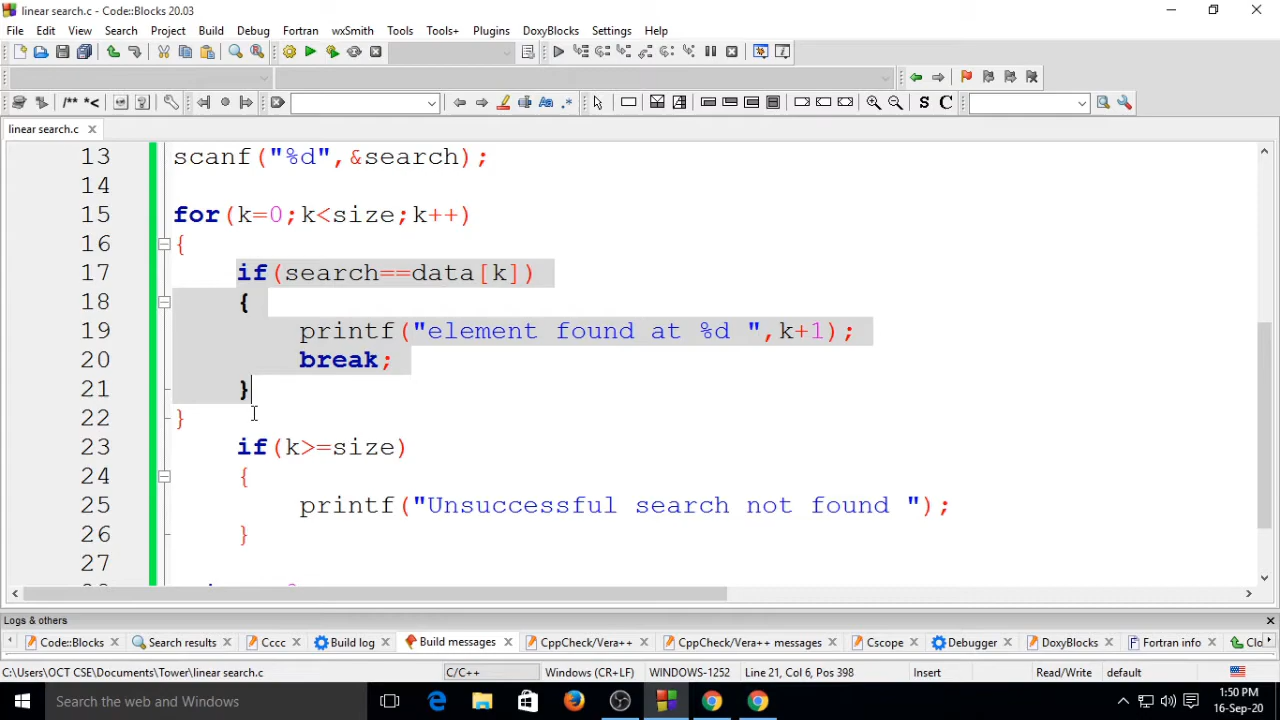 linear search.c - Code::Blocks 20.03
File Edit View Search Project Build Debug Fortran wxSmith Tools Tools+ Plugins DoxyBlocks Settings Help
/** *<
S C
linear search.c
13 scanf("%d",&search);
14
15 for(k=0;k<size;k++)
16 {
17 if(search==data[k])
18 {
19 printf("element found at %d ",k+1);
20 break;
21 }
22 }
23 if(k>=size)
24 {
25 printf("Unsuccessful search not found ");
26 }
27
Logs & others
Code::Blocks Search results Cccc Build log Build messages CppCheck/Vera++ CppCheck/Vera++ messages Cscope Debugger DoxyBlocks Fortran info Clo
C:\Users\OCT CSE\Documents\Tower\linear search.c C/C++ Windows (CR+LF) WINDOWS-1252 Line 21, Col 6, Pos 398 Insert Read/Write default
Search the web and Windows
1:50 PM
16-Sep-20